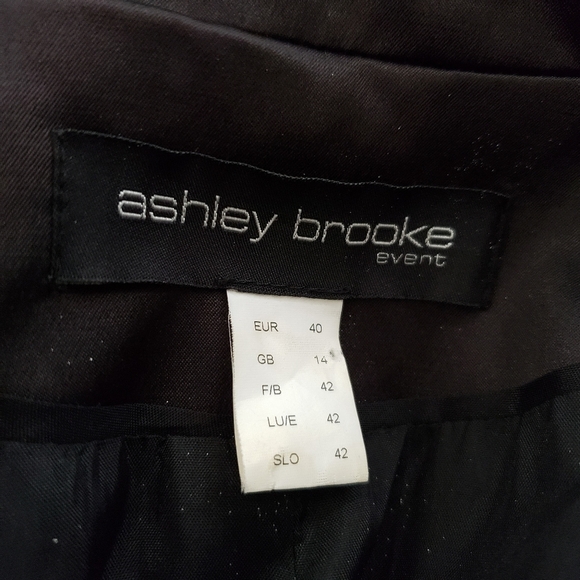 ashley brooke
event
EUR 40
GB 14
F/B 42
LU/E 42
SLO 42